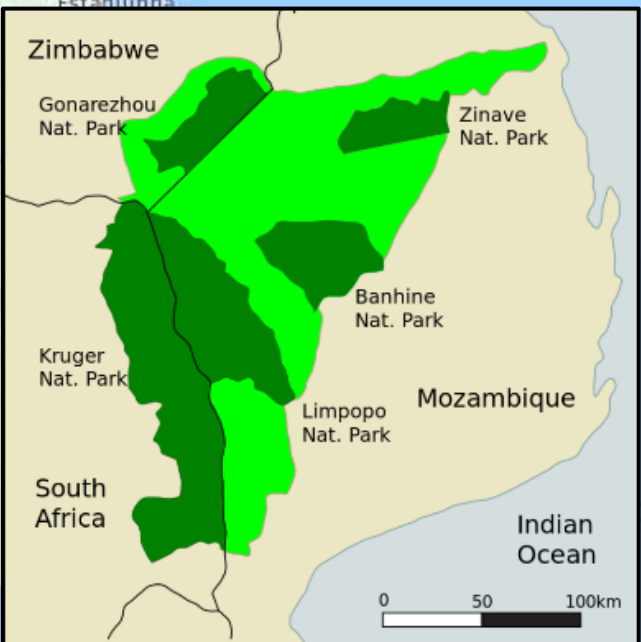 Zimbabwe
Gonarezhou
Nat. Park
Zinave
Nat. Park
Banhine
Nat. Park
Kruger
Nat. Park
Mozambique
Limpopo
Nat. Park
South
Africa
Indian
Ocean
0 50 100km